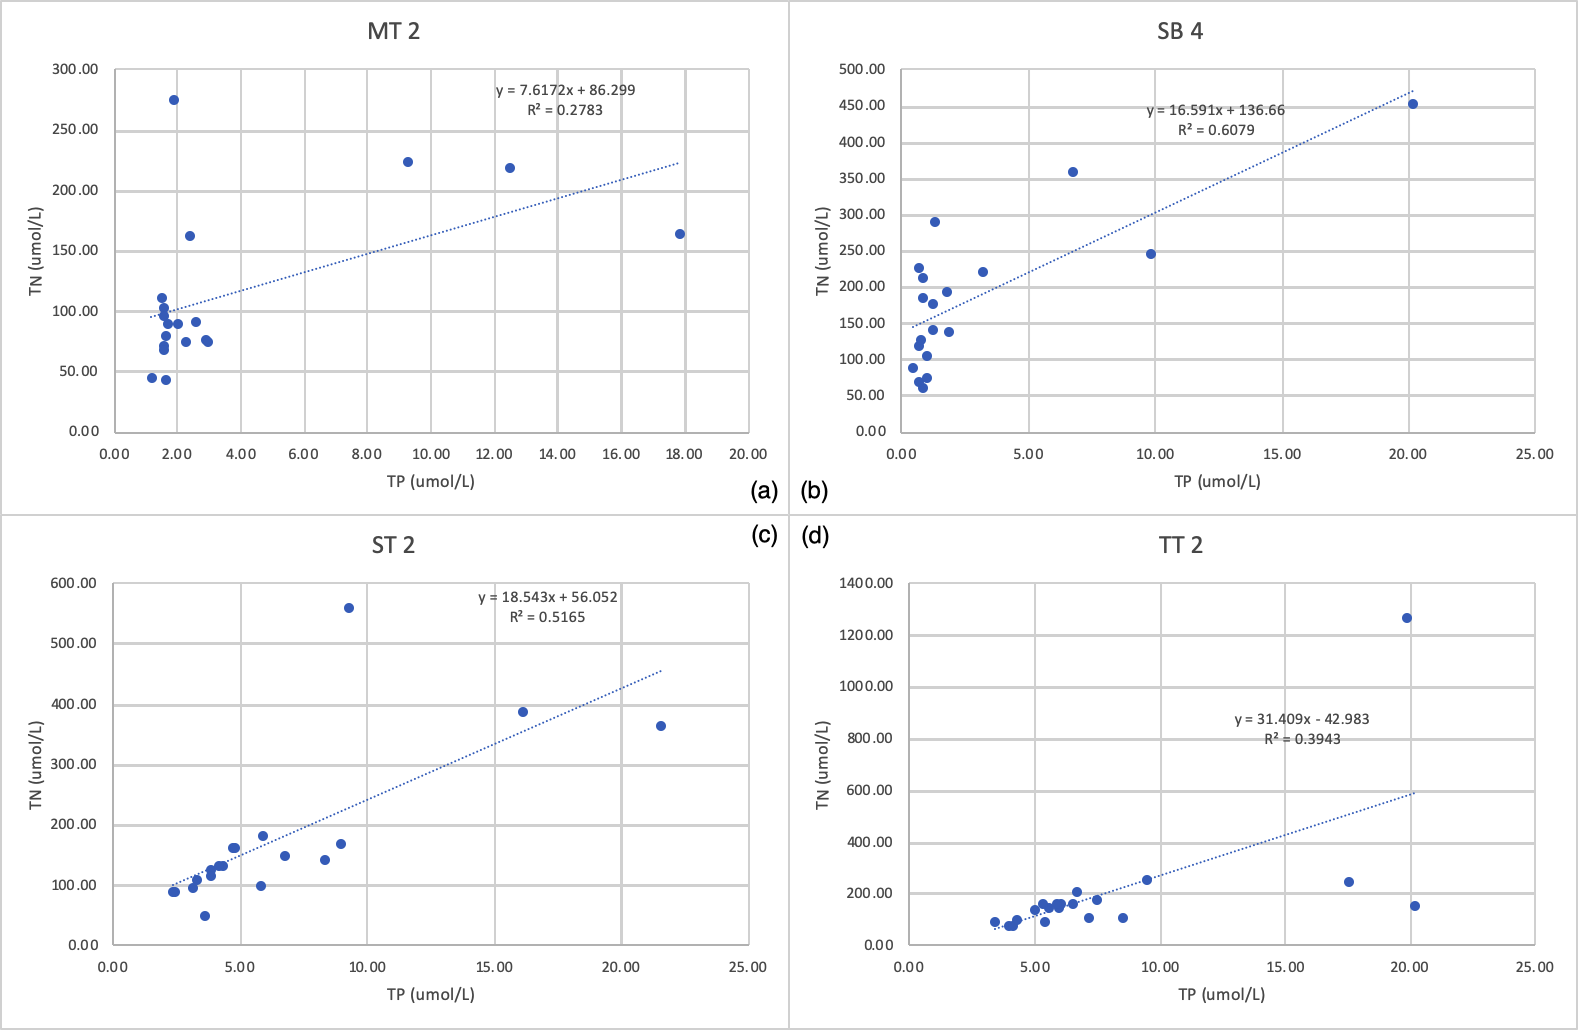 MT 2
300.00
250.00
200.00
150.00
100.00
50.00
0.00
TN (umol/L)
y = 7.6172x + 86.299
R² = 0.2783
0.00 2.00 4.00 6.00 8.00 10.00 12.00 14.00 16.00 18.00 20.00
TP (umol/L)
(a)
SB 4
500.00
450.00
400.00
350.00
300.00
250.00
200.00
150.00
100.00
50.00
0.00
TN (umol/L)
y = 16.591x + 136.66
R² = 0.6079
0.00 5.00 10.00 15.00 20.00 25.00
TP (umol/L)
(b)
ST 2
(c)
600.00
500.00
400.00
300.00
200.00
100.00
0.00
TN (umol/L)
y = 18.543x + 56.052
R² = 0.5165
0.00 5.00 10.00 15.00 20.00 25.00
TP (umol/L)
(d)
TT 2
1400.00
1200.00
1000.00
800.00
600.00
400.00
200.00
0.00
TN (umol/L)
y = 31.409x - 42.983
R² = 0.3943
0.00 5.00 10.00 15.00 20.00 25.00
TP (umol/L)